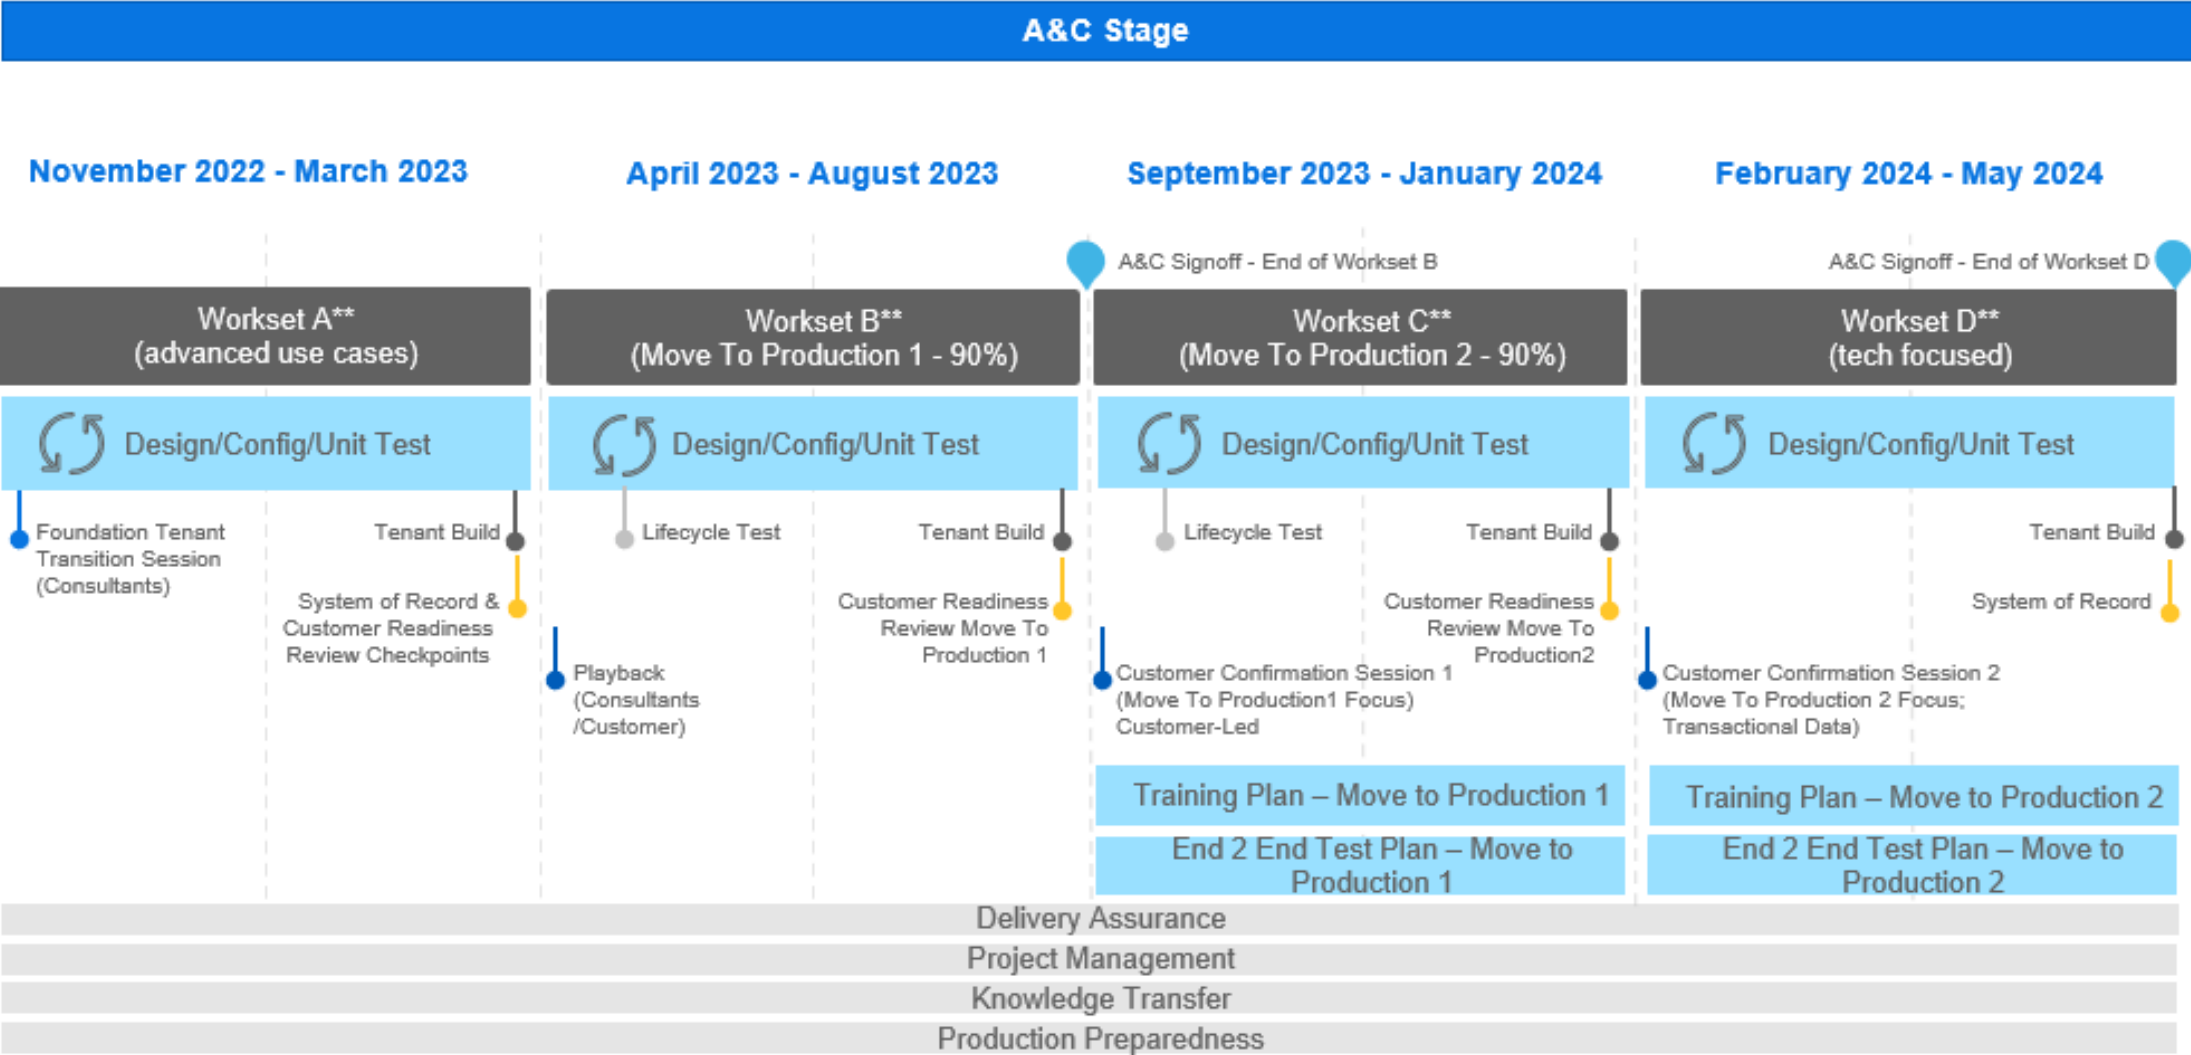 A&C Stage
November 2022 - March 2023
April 2023 - August 2023
September 2023 - January 2024
February 2024 - May 2024
A&C Signoff - End of Workset B
A&C Signoff - End of Workset D
Workset A**
(advanced use cases)
Workset B**
(Move To Production 1 - 90%)
Workset C**
(Move To Production 2 - 90%)
Workset D**
(tech focused)
Design/Config/Unit Test
Design/Config/Unit Test
Design/Config/Unit Test
Design/Config/Unit Test
Foundation Tenant
Transition Session
(Consultants)
Tenant Build
System of Record &
Customer Readiness
Review Checkpoints
Lifecycle Test
Tenant Build
Customer Readiness
Review Move To
Production 1
Playback
(Consultants
/Customer)
Lifecycle Test
Tenant Build
Customer Readiness
Review Move To
Production2
Customer Confirmation Session 1
(Move To Production1 Focus)
Customer-Led
Tenant Build
System of Record
Customer Confirmation Session 2
(Move To Production 2 Focus;
Transactional Data)
Training Plan – Move to Production 1
Training Plan – Move to Production 2
End 2 End Test Plan – Move to
Production 1
End 2 End Test Plan – Move to
Production 2
Delivery Assurance
Project Management
Knowledge Transfer
Production Preparedness